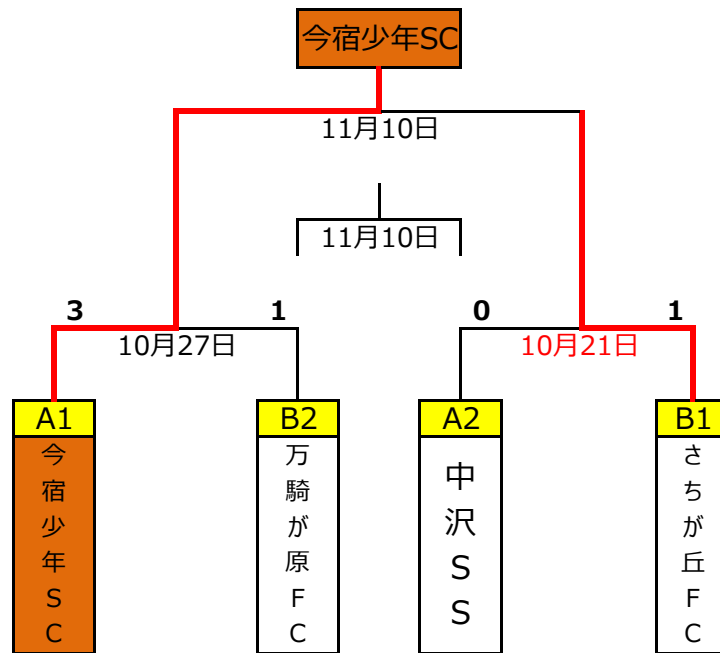 今宿少年SC
11月10日
11月10日
3 1 0 1
10月27日 10月21日
A1 B2 A2 B1
今宿少年SC
万騎が原FC
中沢SS
さちが丘FC